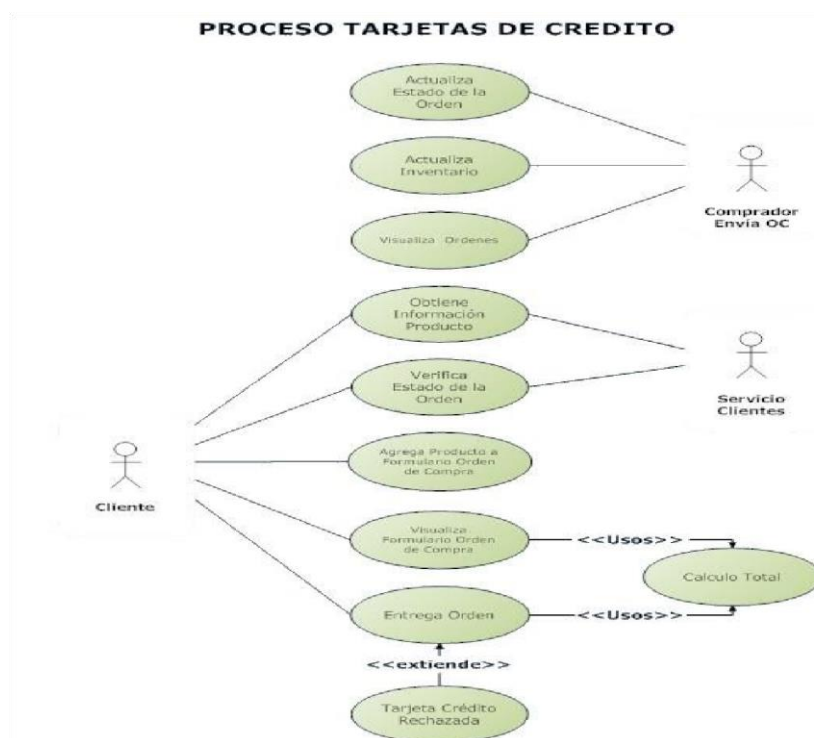 PROCESO TARJETAS DE CREDITO
Actualiza
Estado de la
Orden
Actualiza
Inventario
Comprador
Envía OC
Visualiza Ordenes
Obtiene
Información
Producto
Verifica
Estado de la
Orden
Servicio
Clientes
Agrega Producto a
Formulario Orden
de Compra
Cliente
Visualiza
Formulario Orden
de Compra
<<Usos>>
Calculo Total
Entrega Orden
<<Usos>>
<<extiende>>
Tarjeta Crédito
Rechazada